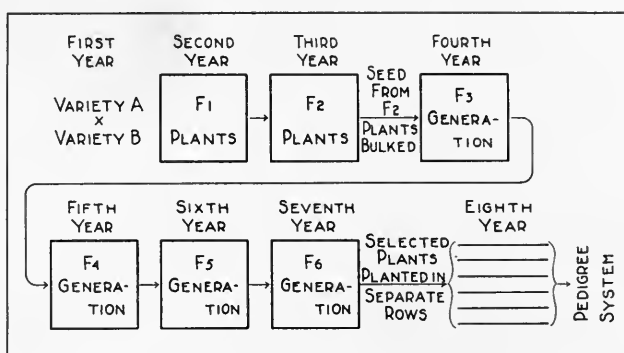 FIRST
YEAR
VARIETY A
×
VARIETY B
SECOND
YEAR
F1
PLANTS
THIRD
YEAR
F2
PLANTS
SEED
FROM
F2
PLANTS
BULKED
FOURTH
YEAR
F3
GENERA-
TION
FIFTH
YEAR
F4
GENERA-
TION
SIXTH
YEAR
F5
GENERA-
TION
SEVENTH
YEAR
F6
GENERA-
TION
SELECTED
PLANTS
PLANTED IN
SEPARATE
ROWS
EIGHTH
YEAR
PEDIGREE
SYSTEM